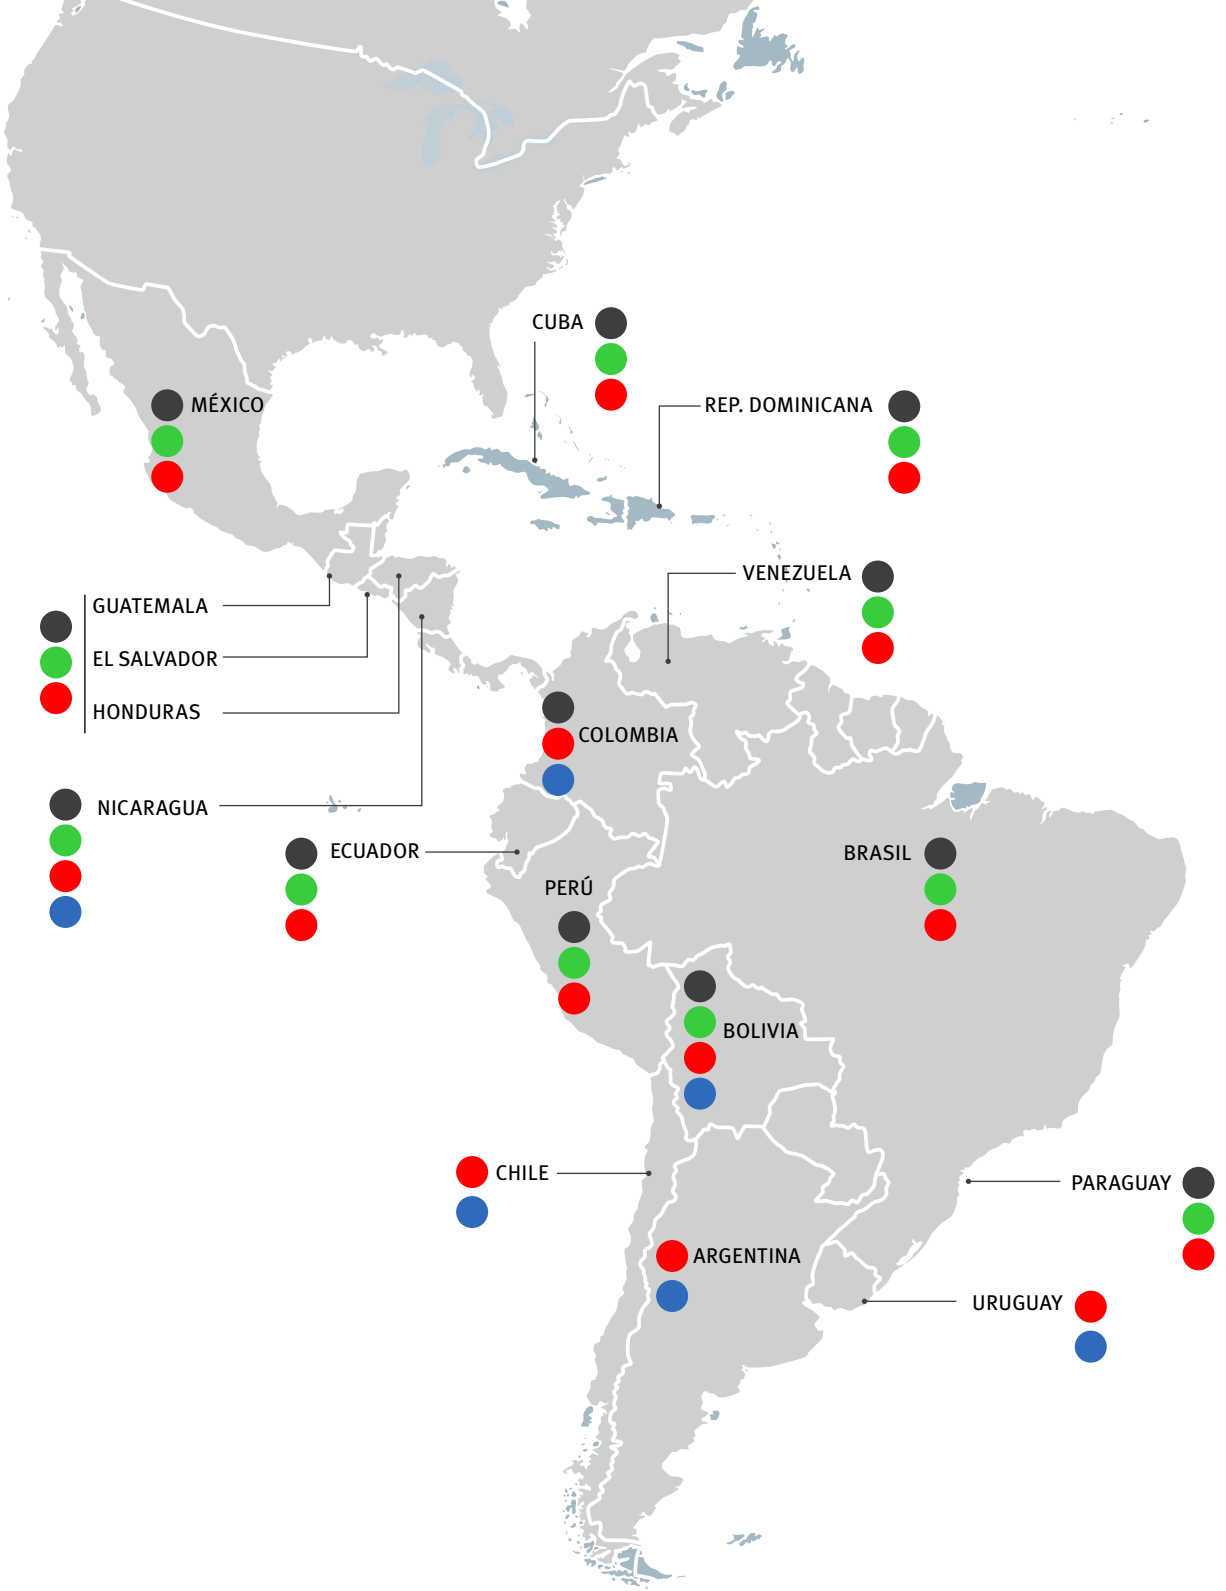 CUBA
MÉXICO
REP. DOMINICANA
VENEZUELA
GUATEMALA
EL SALVADOR
HONDURAS
COLOMBIA
NICARAGUA
ECUADOR
BRASIL
PERÚ
BOLIVIA
CHILE
PARAGUAY
ARGENTINA
URUGUAY